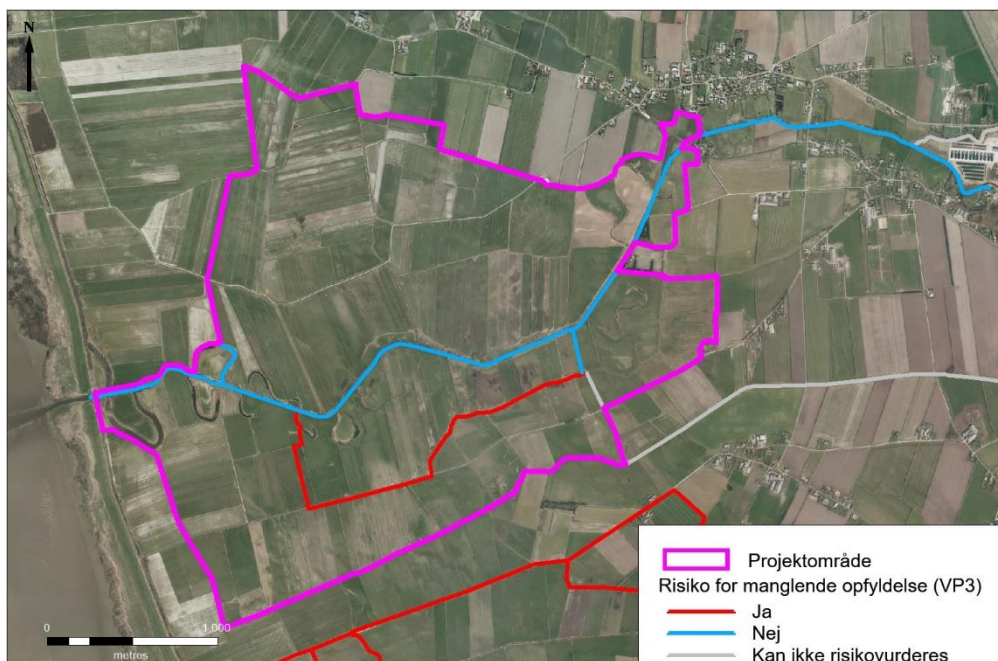 N
Projektområde
Risiko for manglende opfyldelse (VP3)
Ja
Nej
Kan ikke risikovurderes
0
1.000
metres